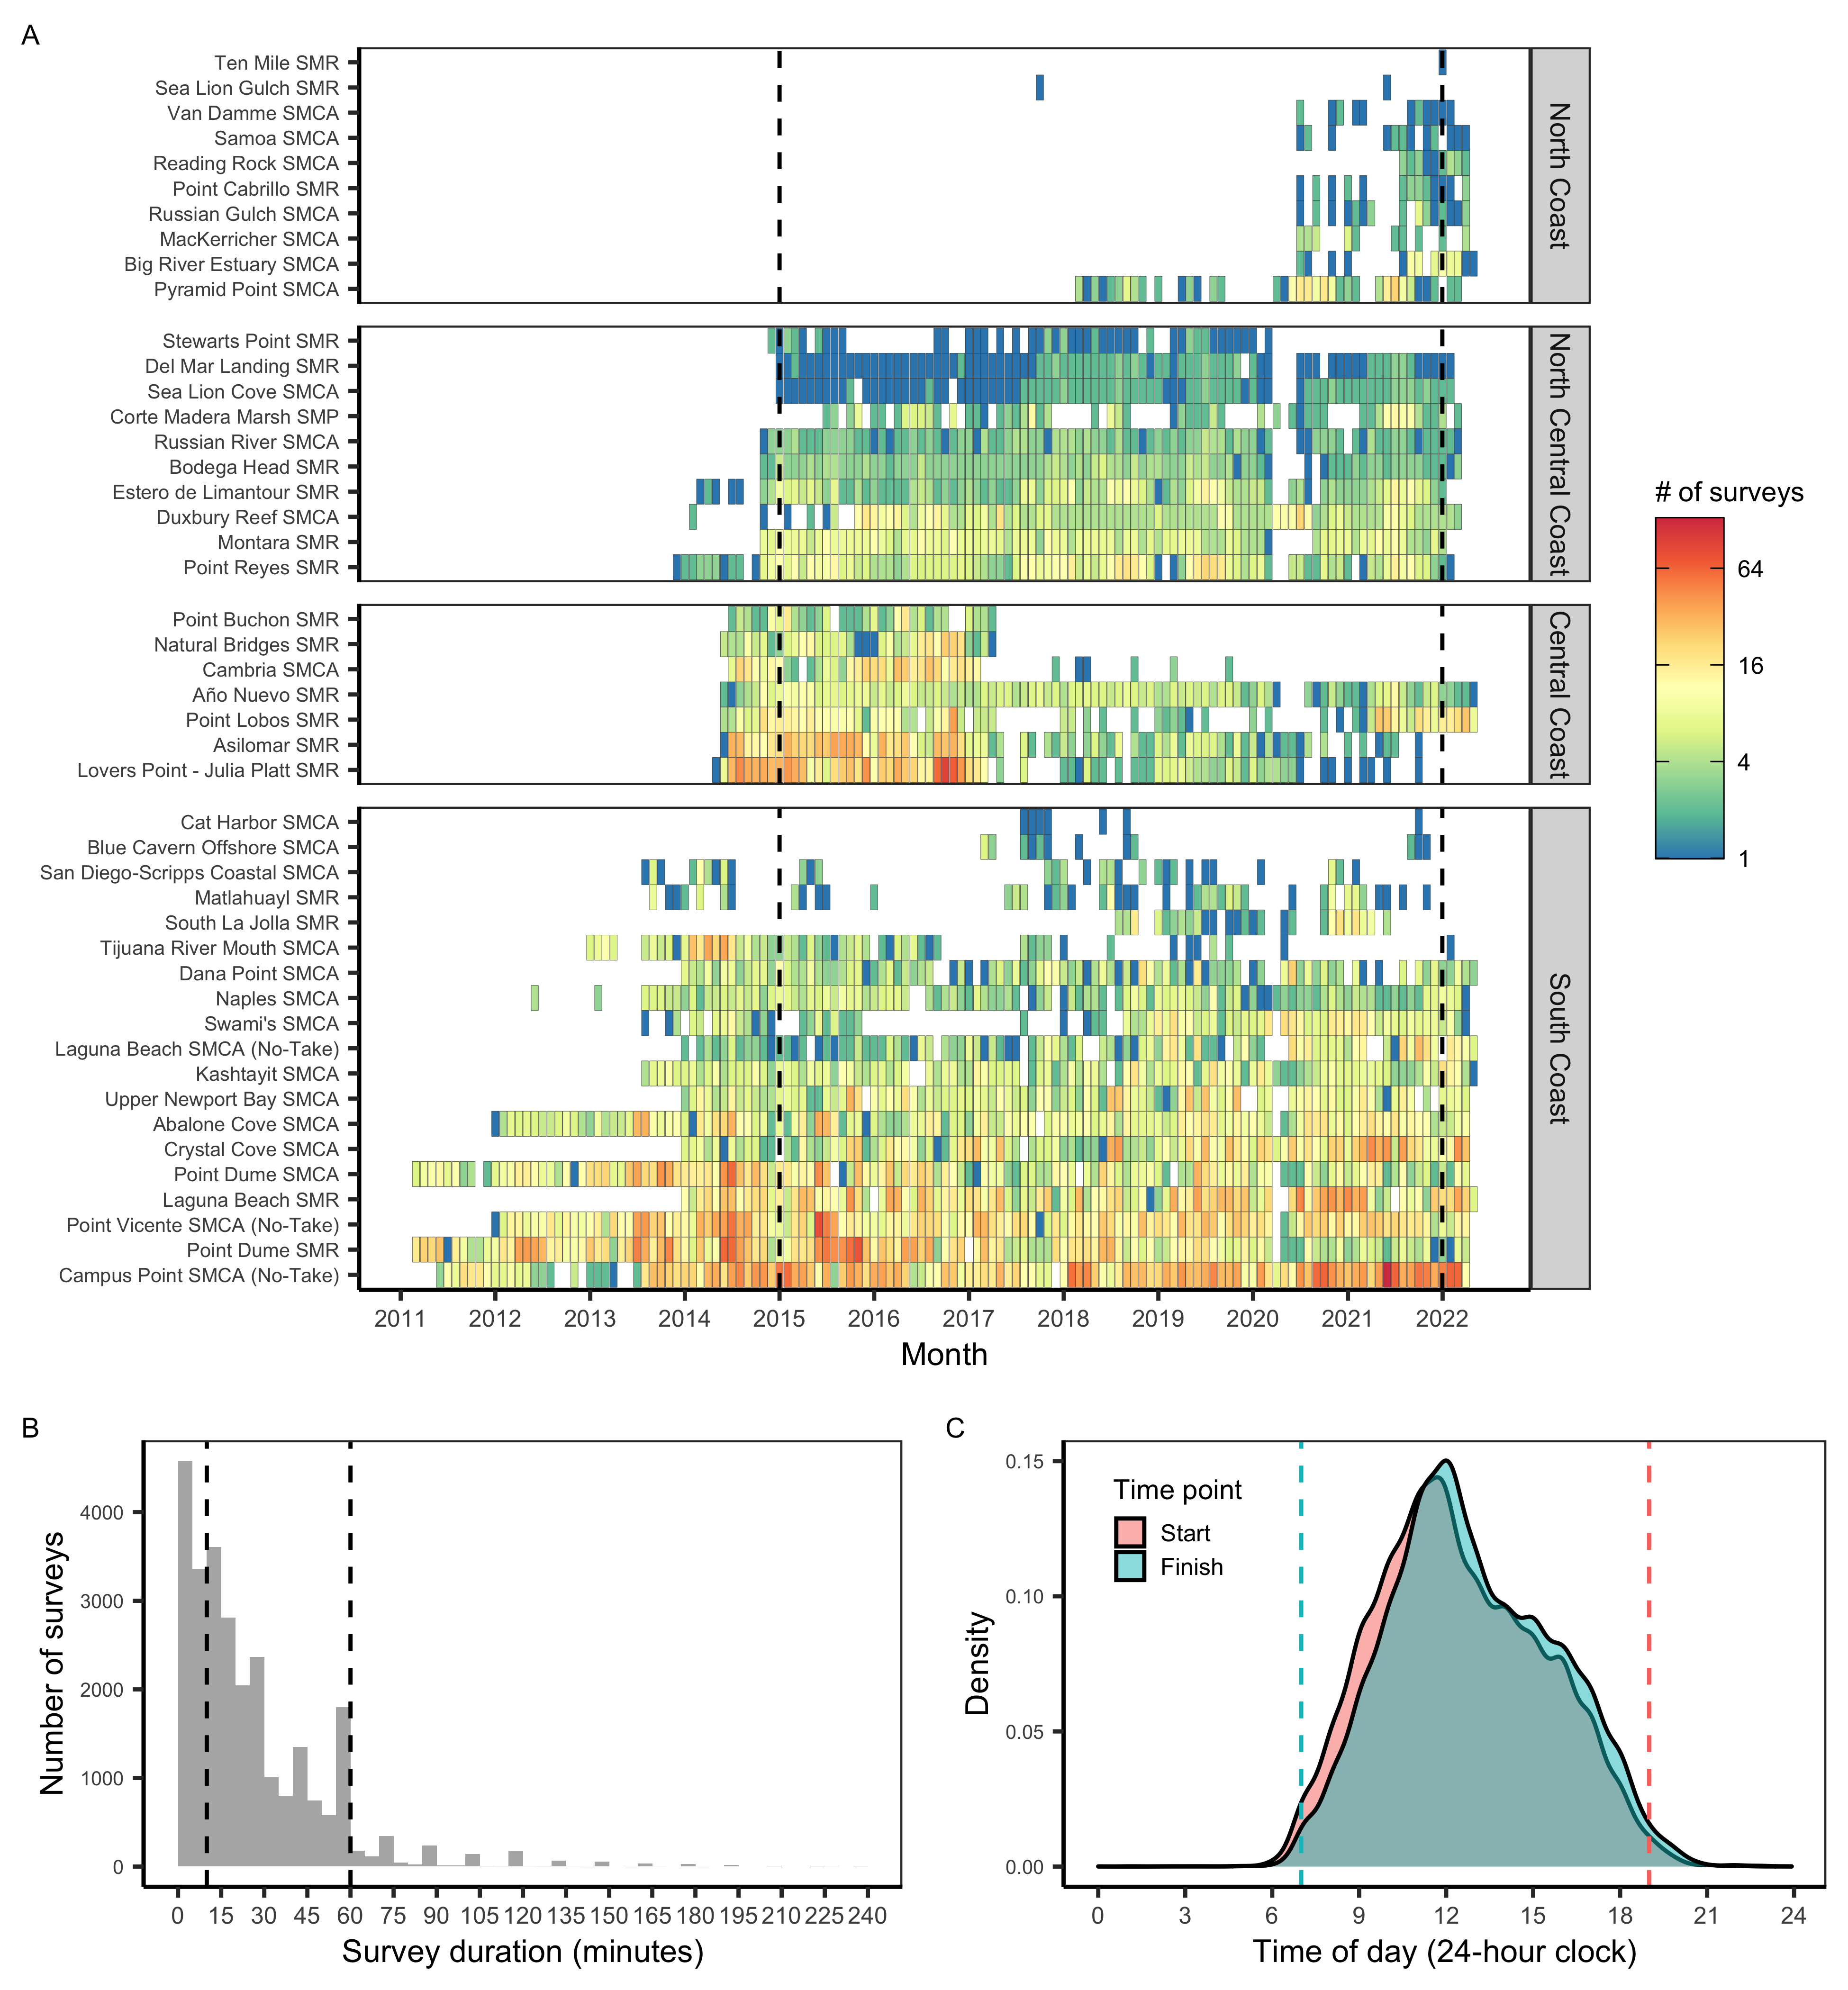 A
Ten Mile SMR
Sea Lion Gulch SMR
Van Damme SMCA
Samoa SMCA
Reading Rock SMCA
Point Cabrillo SMR
Russian Gulch SMCA
MacKerricher SMCA
Big River Estuary SMCA
Pyramid Point SMCA
North Coast
Stewarts Point SMR
Del Mar Landing SMR
Sea Lion Cove SMCA
Corte Madera Marsh SMP
Russian River SMCA
Bodega Head SMR
Estero de Limantour SMR
Duxbury Reef SMCA
Montara SMR
Point Reyes SMR
North Central Coast
Point Buchon SMR
Natural Bridges SMR
Cambria SMCA
Año Nuevo SMR
Point Lobos SMR
Asilomar SMR
Lovers Point - Julia Platt SMR
Central Coast
Cat Harbor SMCA
Blue Cavern Offshore SMCA
San Diego-Scripps Coastal SMCA
Matlahuayl SMR
South La Jolla SMR
Tijuana River Mouth SMCA
Dana Point SMCA
Naples SMCA
Swami's SMCA
Laguna Beach SMCA (No-Take)
Kashtayit SMCA
Upper Newport Bay SMCA
Abalone Cove SMCA
Crystal Cove SMCA
Point Dume SMCA
Laguna Beach SMR
Point Vicente SMCA (No-Take)
Point Dume SMR
Campus Point SMCA (No-Take)
South Coast
2011 2012 2013 2014 2015 2016 2017 2018 2019 2020 2021 2022
Month
# of surveys
64
16
4
1
B
Number of surveys
4000
3000
2000
1000
0
0 15 30 45 60 75 90 105 120 135 150 165 180 195 210 225 240
Survey duration (minutes)
C
Density
0.15
0.10
0.05
0.00
Time point
Start
Finish
0 3 6 9 12 15 18 21 24
Time of day (24-hour clock)